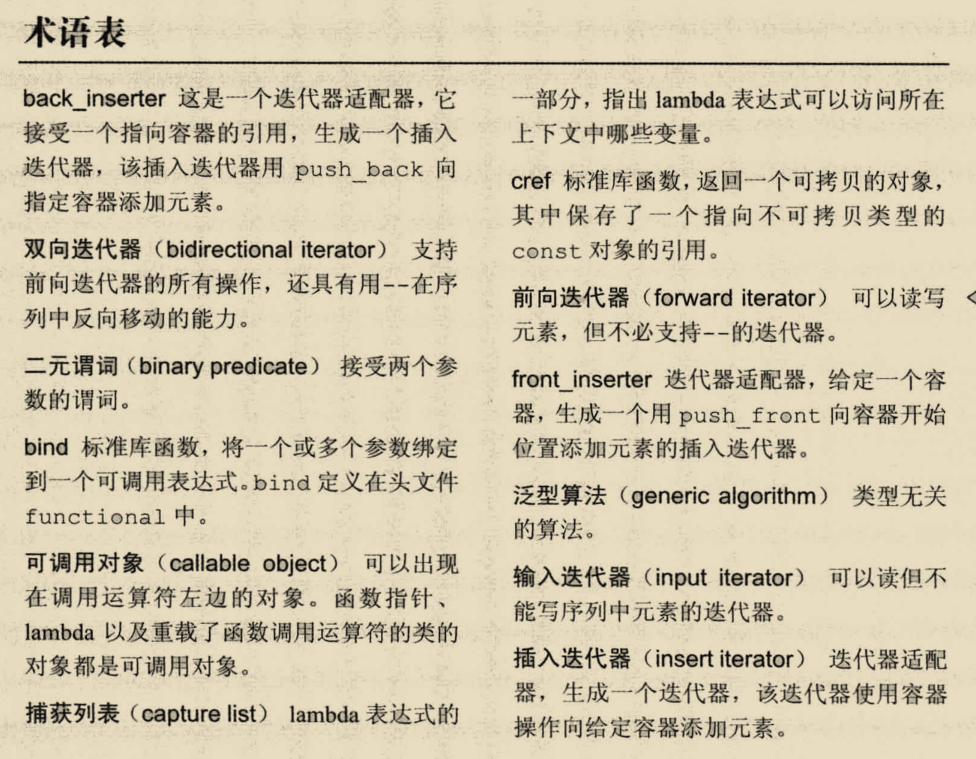 术语表
back_inserter 这是一个迭代器适配器，它
接受一个指向容器的引用，生成一个插入
迭代器，该插入迭代器用 push_back 向
指定容器添加元素。
双向迭代器（bidirectional iterator） 支持
前向迭代器的所有操作，还具有用--在序
列中反向移动的能力。
二元谓词（binary predicate） 接受两个参
数的谓词。
bind 标准库函数，将一个或多个参数绑定
到一个可调用表达式。bind 定义在头文件
functional 中。
可调用对象（callable object） 可以出现
在调用运算符左边的对象。函数指针、
lambda 以及重载了函数调用运算符的类的
对象都是可调用对象。
捕获列表（capture list） lambda 表达式的
一部分，指出 lambda 表达式可以访问所在
上下文中哪些变量。
cref 标准库函数，返回一个可拷贝的对象，
其中保存了一个指向不可拷贝类型的
const 对象的引用。
前向迭代器（forward iterator） 可以读写
元素，但不必支持--的迭代器。
front_inserter 迭代器适配器，给定一个容
器，生成一个用 push_front 向容器开始
位置添加元素的插入迭代器。
泛型算法（generic algorithm） 类型无关
的算法。
输入迭代器（input iterator） 可以读但不
能写序列中元素的迭代器。
插入迭代器（insert iterator） 迭代器适配
器，生成一个迭代器，该迭代器使用容器
操作向给定容器添加元素。